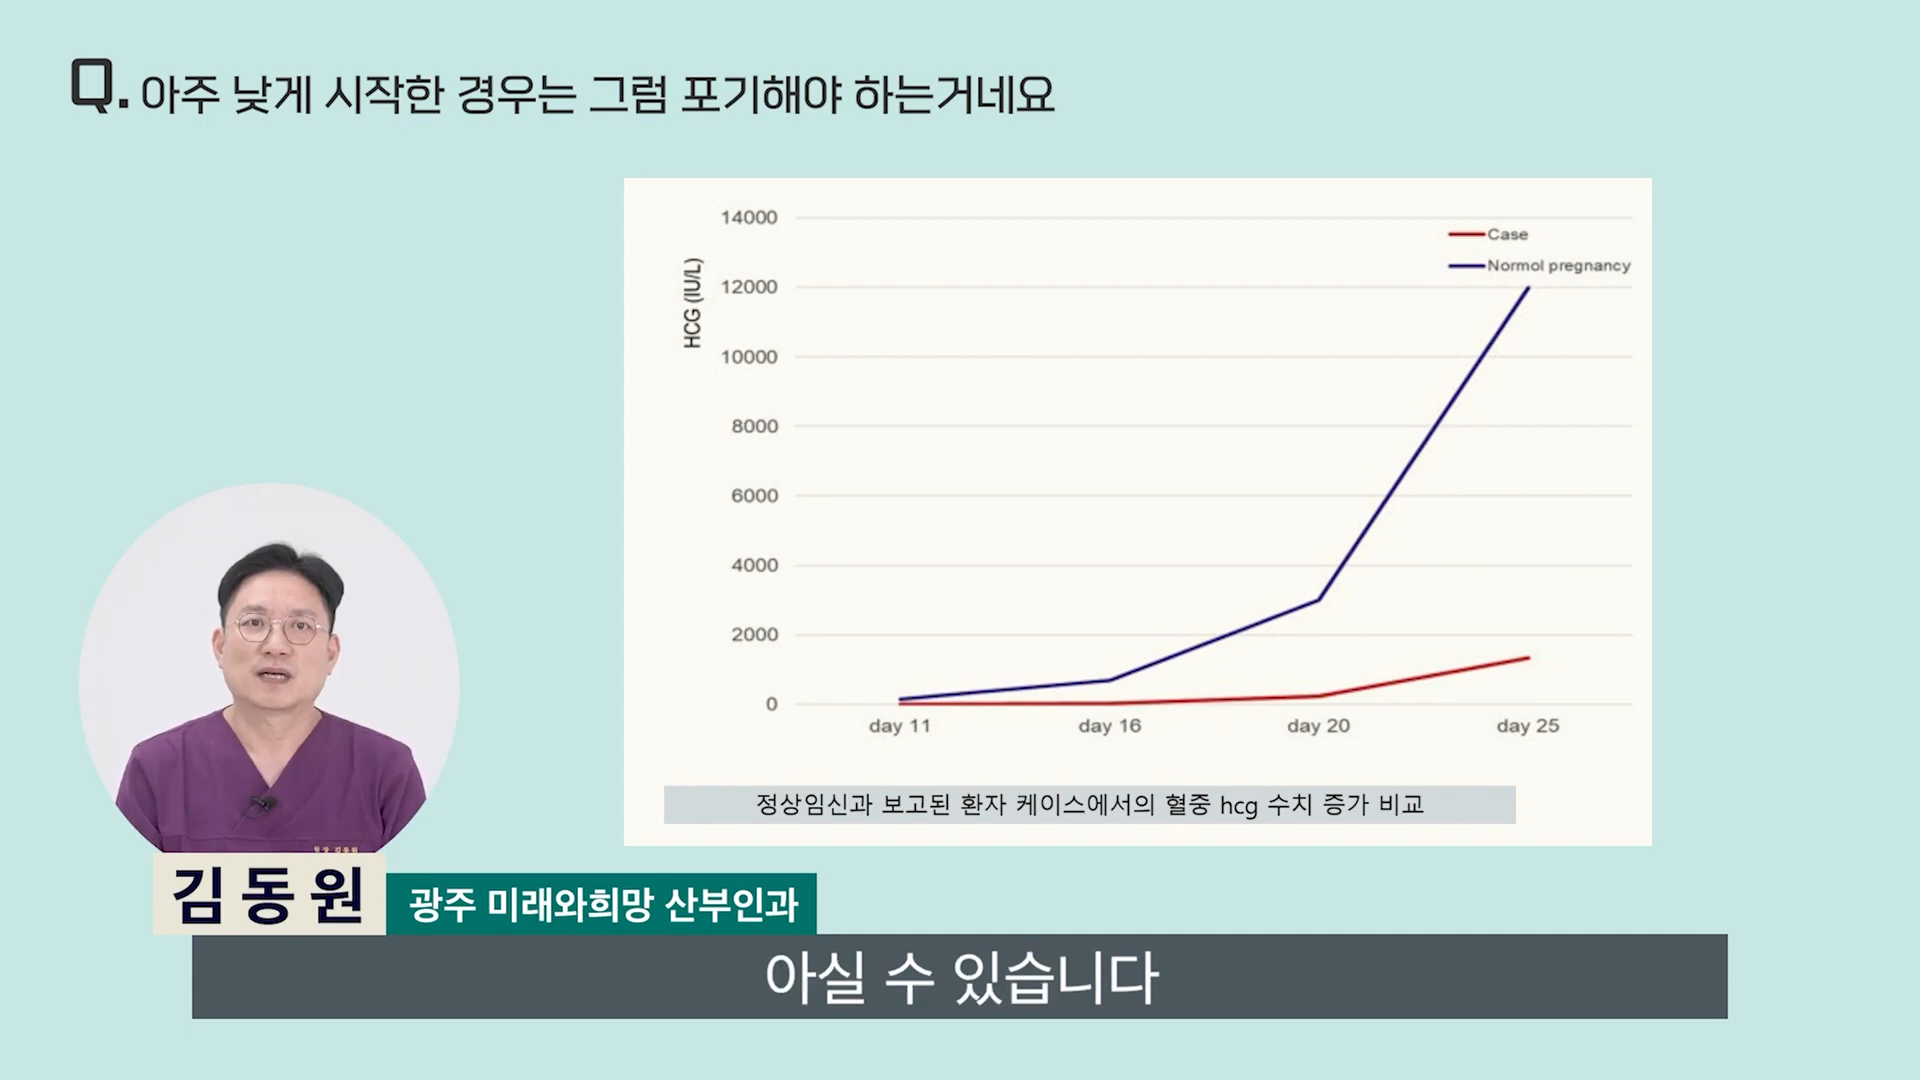 Q. 아주 낮게 시작한 경우는 그럼 포기해야 하는거네요
14000
12000
10000
8000
6000
4000
2000
0
HCG (IU/L)
Case
Normol pregnancy
day 11
day 16
day 20
day 25
정상임신과 보고된 환자 케이스에서의 혈중 hcg 수치 증가 비교
김동원
광주 미래와희망 산부인과
아실 수 있습니다